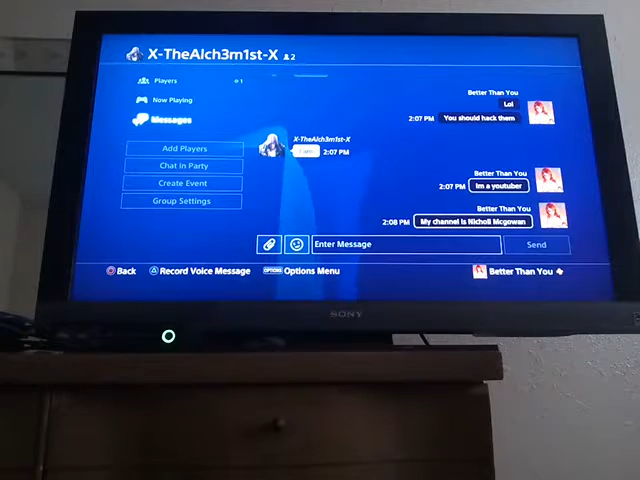 X-TheAlch3m1st-X 2
Players 1
Now Playing
Messages
Add Players
Chat in Party
Create Event
Group Settings
Better Than You
Lol
2:07 PM You should hack them
X-TheAlch3m1st-X
2:07 PM
Better Than You
2:07 PM Im a youtuber
Better Than You
2:08 PM My channel is Nicholl Mcgowan
Enter Message
Send
Back
Record Voice Message
OPTIONS Options Menu
Better Than You
SONY